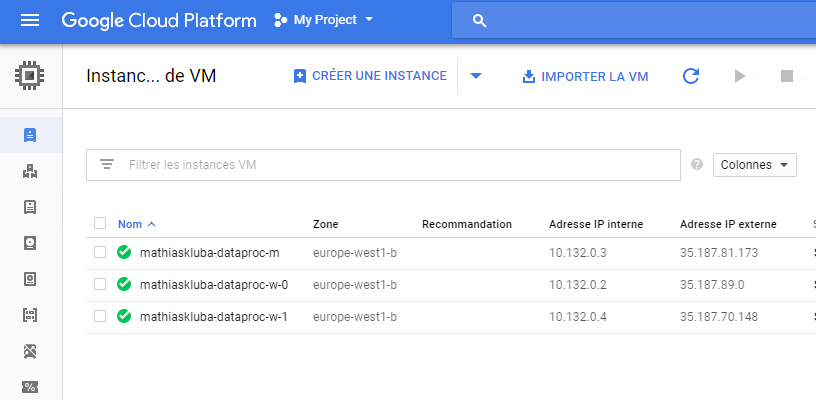 Google Cloud Platform My Project
Instanc... de VM CRÉER UNE INSTANCE IMPORTER LA VM
Filtrer les instances VM ? Colonnes
Nom Zone Recommandation Adresse IP interne Adresse IP externe
mathiaskluba-dataproc-m europe-west1-b 10.132.0.3 35.187.81.173
mathiaskluba-dataproc-w-0 europe-west1-b 10.132.0.2 35.187.89.0
mathiaskluba-dataproc-w-1 europe-west1-b 10.132.0.4 35.187.70.148